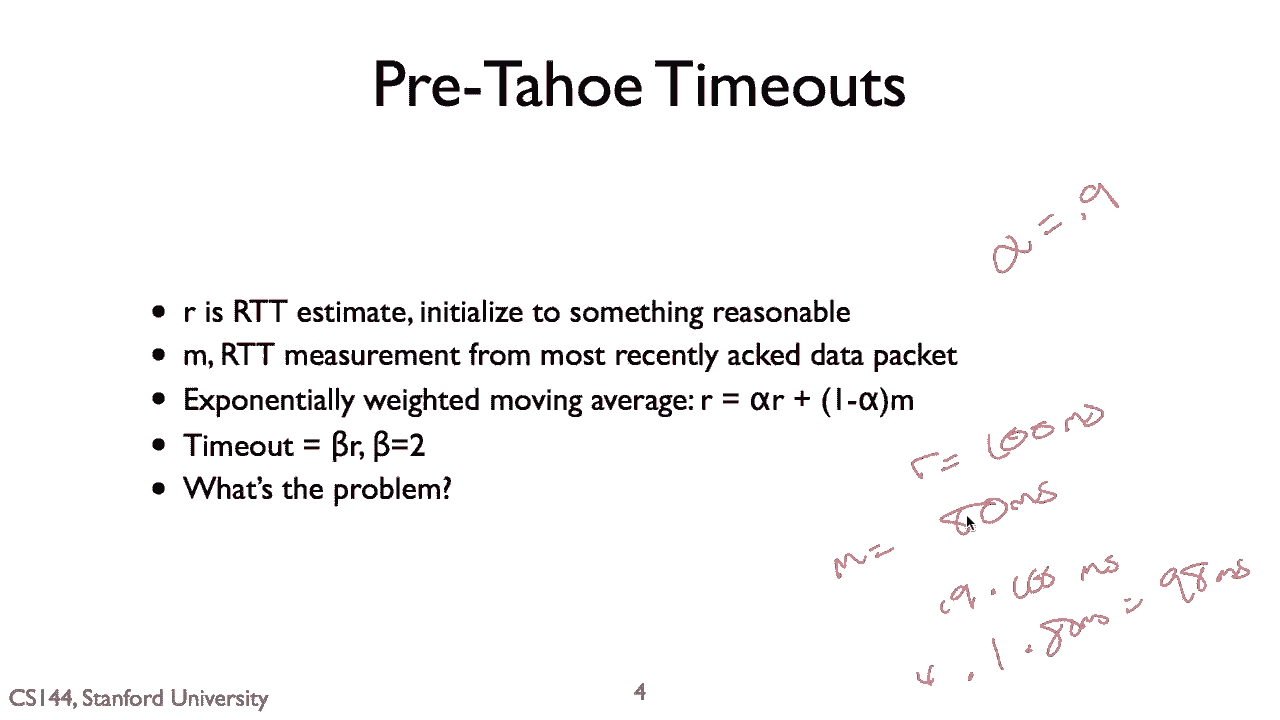 Pre-Tahoe Timeouts
α = .9
• r is RTT estimate, initialize to something reasonable
• m, RTT measurement from most recently acked data packet
• Exponentially weighted moving average: r = αr + (1-α)m
• Timeout = βr, β=2
• What's the problem?
r = 100ms
m = 80ms
.9 · 100 ms
+ .1 · 80ms = 98ms
CS144, Stanford University
4